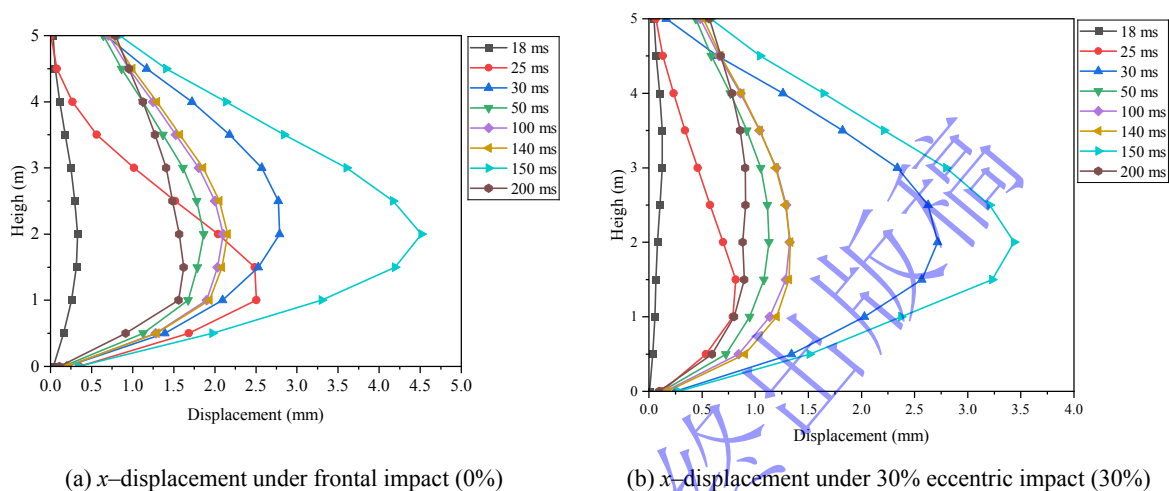 5
4
3
2
1
0
Heigh (m)
0.0 0.5 1.0 1.5 2.0 2.5 3.0 3.5 4.0 4.5 5.0
Displacement (mm)
18 ms
25 ms
30 ms
50 ms
100 ms
140 ms
150 ms
200 ms
(a) x–displacement under frontal impact (0%)
5
4
3
2
1
0
Heigh (m)
0.0 0.5 1.0 1.5 2.0 2.5 3.0 3.5 4.0
Displacement (mm)
18 ms
25 ms
30 ms
50 ms
100 ms
140 ms
150 ms
200 ms
(b) x–displacement under 30% eccentric impact (30%)
终出版稿